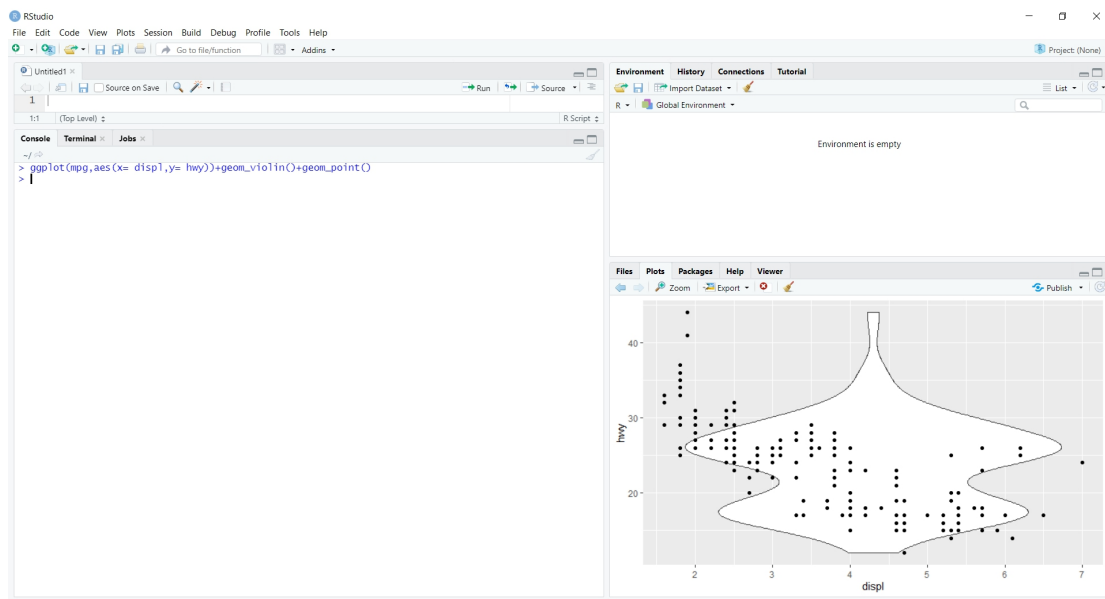 RStudio
File Edit Code View Plots Session Build Debug Profile Tools Help
Go to file/function Addins Project: (None)
Untitled1
Source on Save Run Source
1
1:1 (Top Level) R Script
Console Terminal Jobs
~/
> ggplot(mpg,aes(x= displ,y= hwy))+geom_violin()+geom_point()
>
Environment History Connections Tutorial
Import Dataset List
R Global Environment
Environment is empty
Files Plots Packages Help Viewer
Zoom Export Publish
40
30
20
hwy
2 3 4 5 6 7
displ